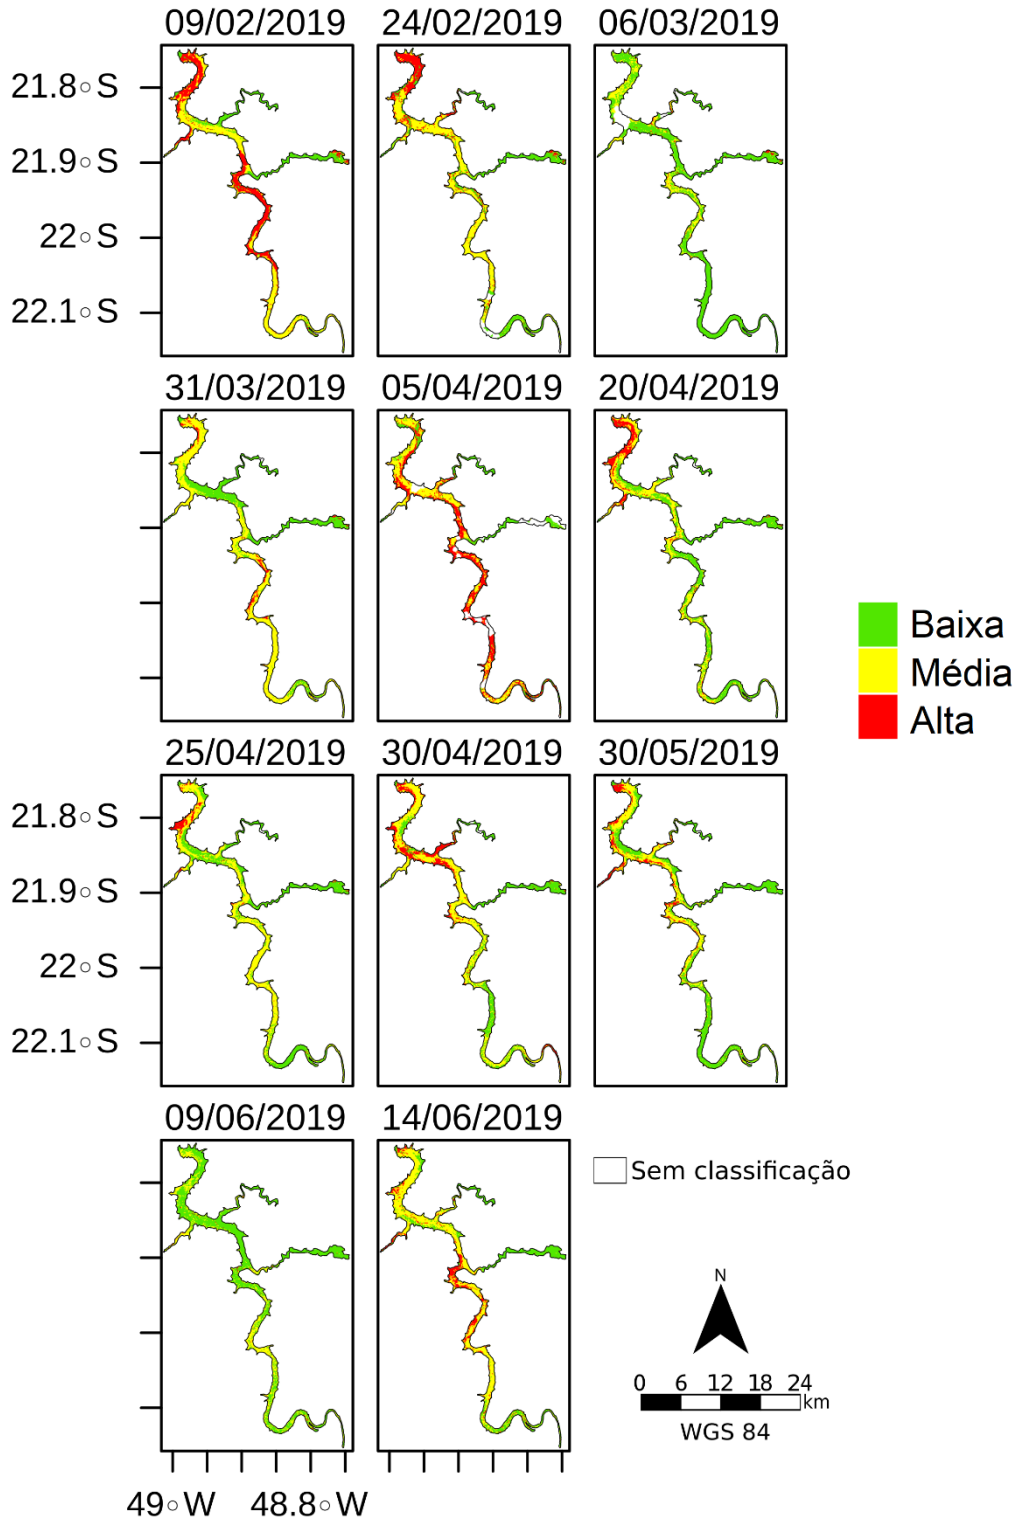 09/02/2019 24/02/2019 06/03/2019
21.8°S
21.9°S
22°S
22.1°S
31/03/2019 05/04/2019 20/04/2019
Baixa
Média
Alta
25/04/2019 30/04/2019 30/05/2019
21.8°S
21.9°S
22°S
22.1°S
09/06/2019 14/06/2019
Sem classificação
N
0 6 12 18 24
km
WGS 84
49°W 48.8°W